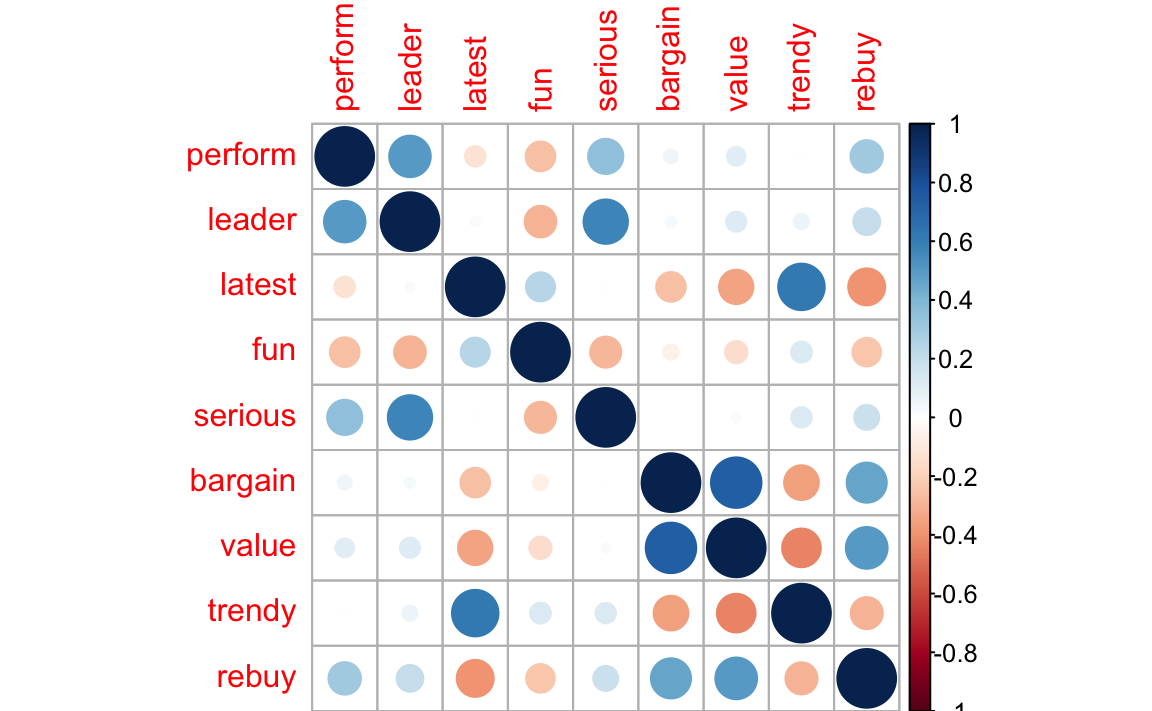 perform
leader
latest
fun
serious
bargain
value
trendy
rebuy
perform
leader
latest
fun
serious
bargain
value
trendy
rebuy
1
0.8
0.6
0.4
0.2
0
-0.2
-0.4
-0.6
-0.8